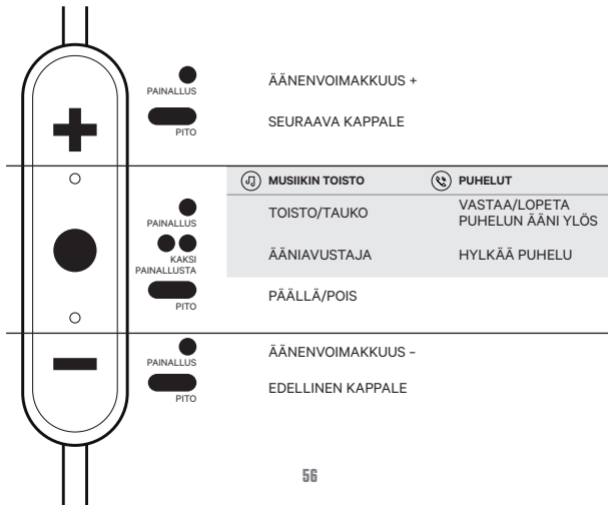 PAINALLUS
ÄÄNENVOIMAKKUUS +
PITO
SEURAAVA KAPPALE
MUSIIKIN TOISTO
PUHELUT
PAINALLUS
TOISTO/TAUKO
VASTAA/LOPETA
PUHELUN ÄÄNI YLÖS
KAKSI
PAINALLUSTA
ÄÄNIAVUSTAJA
HYLKÄÄ PUHELU
PITO
PÄÄLLÄ/POIS
PAINALLUS
ÄÄNENVOIMAKKUUS –
PITO
EDELLINEN KAPPALE
56